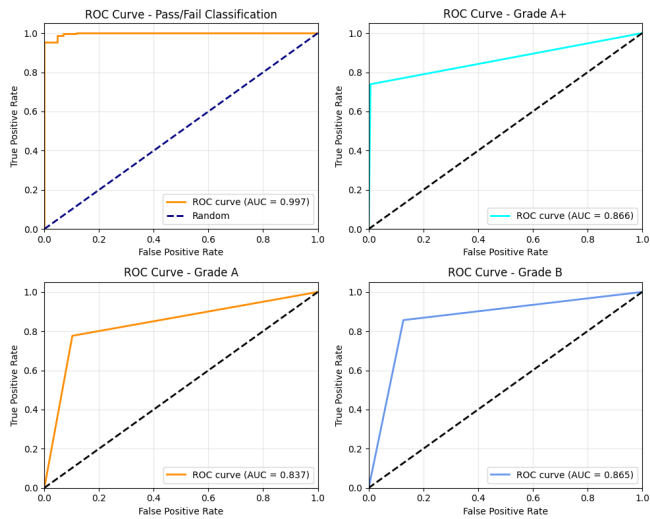 ROC Curve - Pass/Fail Classification
True Positive Rate
1.0
0.8
0.6
0.4
0.2
0.0
ROC curve (AUC = 0.997)
Random
0.0 0.2 0.4 0.6 0.8 1.0
False Positive Rate
ROC Curve - Grade A+
True Positive Rate
1.0
0.8
0.6
0.4
0.2
0.0
ROC curve (AUC = 0.866)
0.0 0.2 0.4 0.6 0.8 1.0
False Positive Rate
ROC Curve - Grade A
True Positive Rate
1.0
0.8
0.6
0.4
0.2
0.0
ROC curve (AUC = 0.837)
0.0 0.2 0.4 0.6 0.8 1.0
False Positive Rate
ROC Curve - Grade B
True Positive Rate
1.0
0.8
0.6
0.4
0.2
0.0
ROC curve (AUC = 0.865)
0.0 0.2 0.4 0.6 0.8 1.0
False Positive Rate